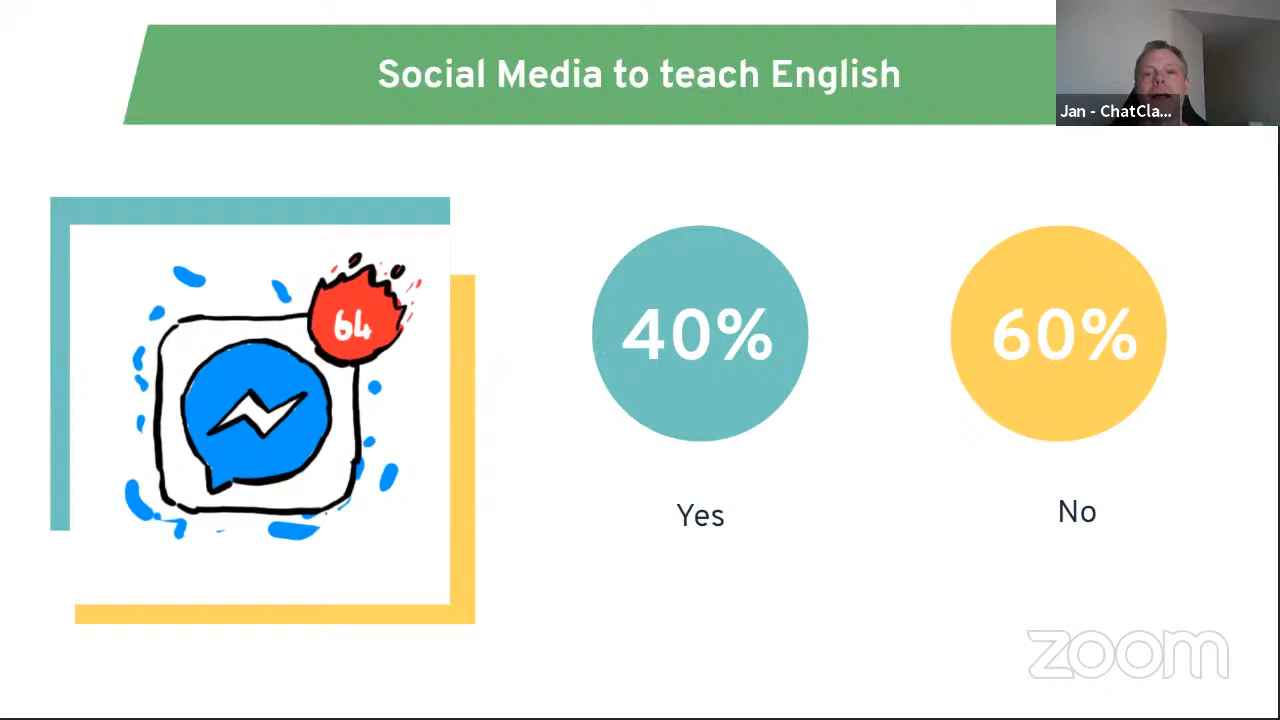 Social Media to teach English
Jan - ChatCla...
64
40%
60%
Yes
No
zoom